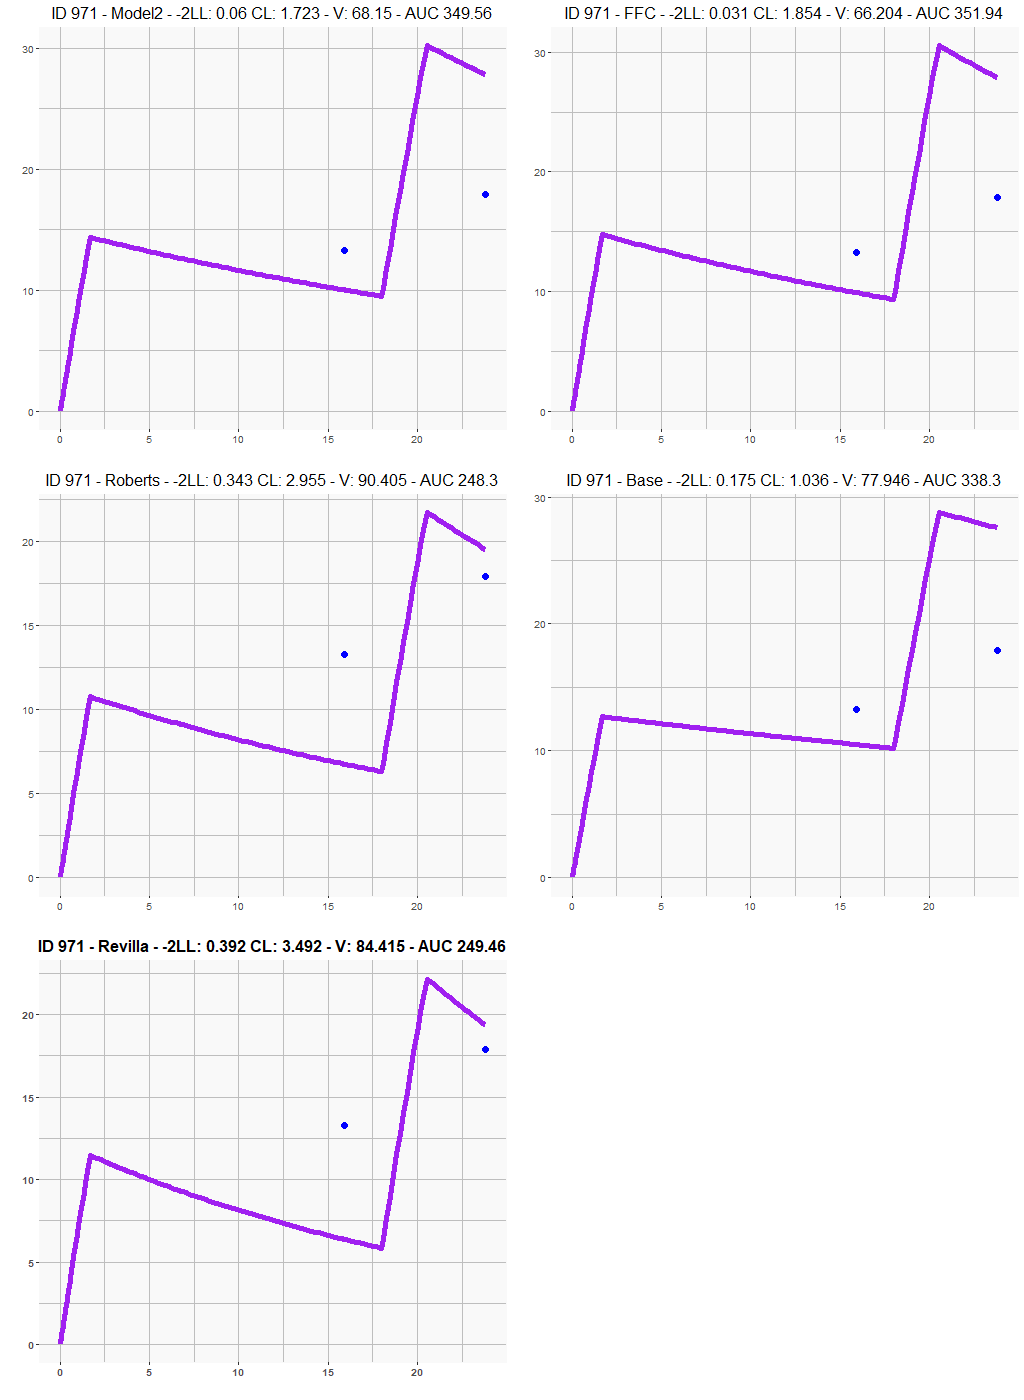 ID 971 - Model2 - -2LL: 0.06 CL: 1.723 - V: 68.15 - AUC 349.56
30
20
10
0
0 5 10 15 20
ID 971 - FFC - -2LL: 0.031 CL: 1.854 - V: 66.204 - AUC 351.94
30
20
10
0
0 5 10 15 20
ID 971 - Roberts - -2LL: 0.343 CL: 2.955 - V: 90.405 - AUC 248.3
20
15
10
5
0
0 5 10 15 20
ID 971 - Base - -2LL: 0.175 CL: 1.036 - V: 77.946 - AUC 338.3
30
20
10
0
0 5 10 15 20
ID 971 - Revilla - -2LL: 0.392 CL: 3.492 - V: 84.415 - AUC 249.46
20
15
10
5
0
0 5 10 15 20